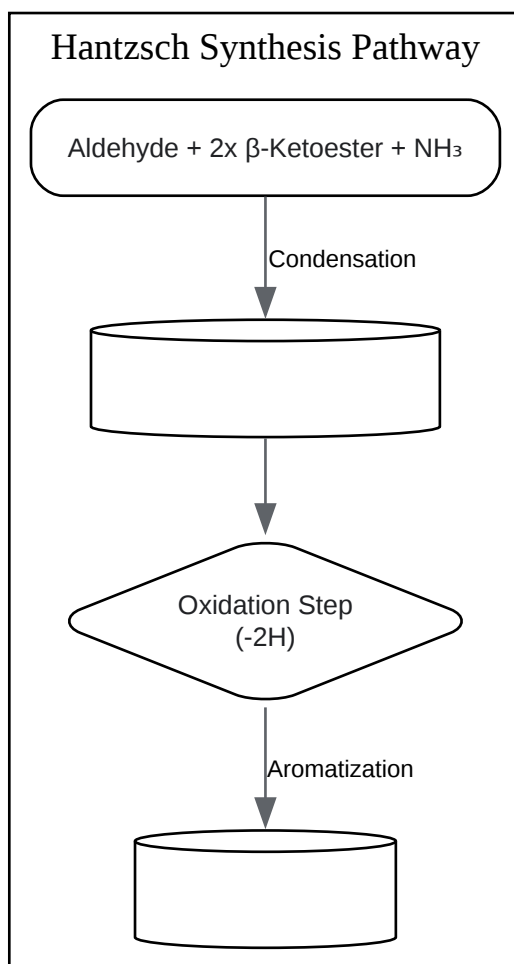 Hantzsch Synthesis Pathway
Aldehyde + 2x β-Ketoester + NH₃
Condensation
Oxidation Step
(-2H)
Aromatization